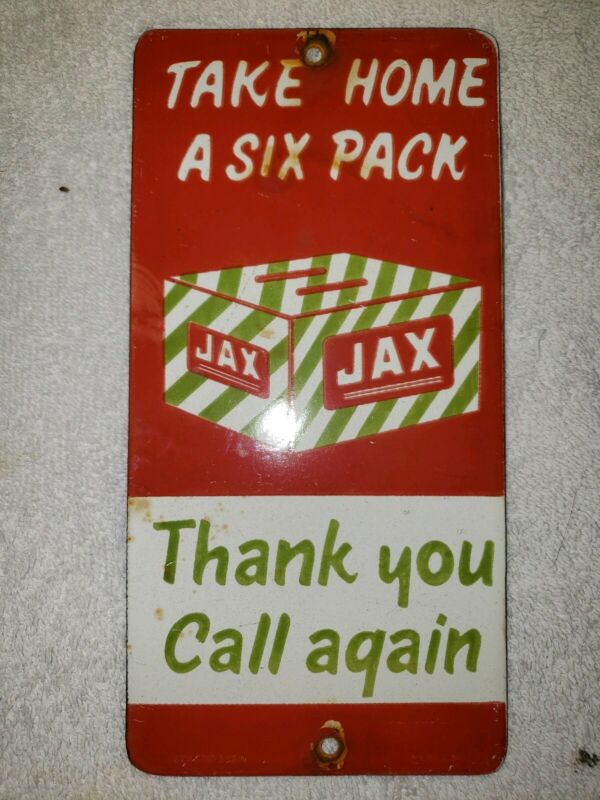 TAKE HOME
A SIX PACK
JAX JAX
Thank you
Call again